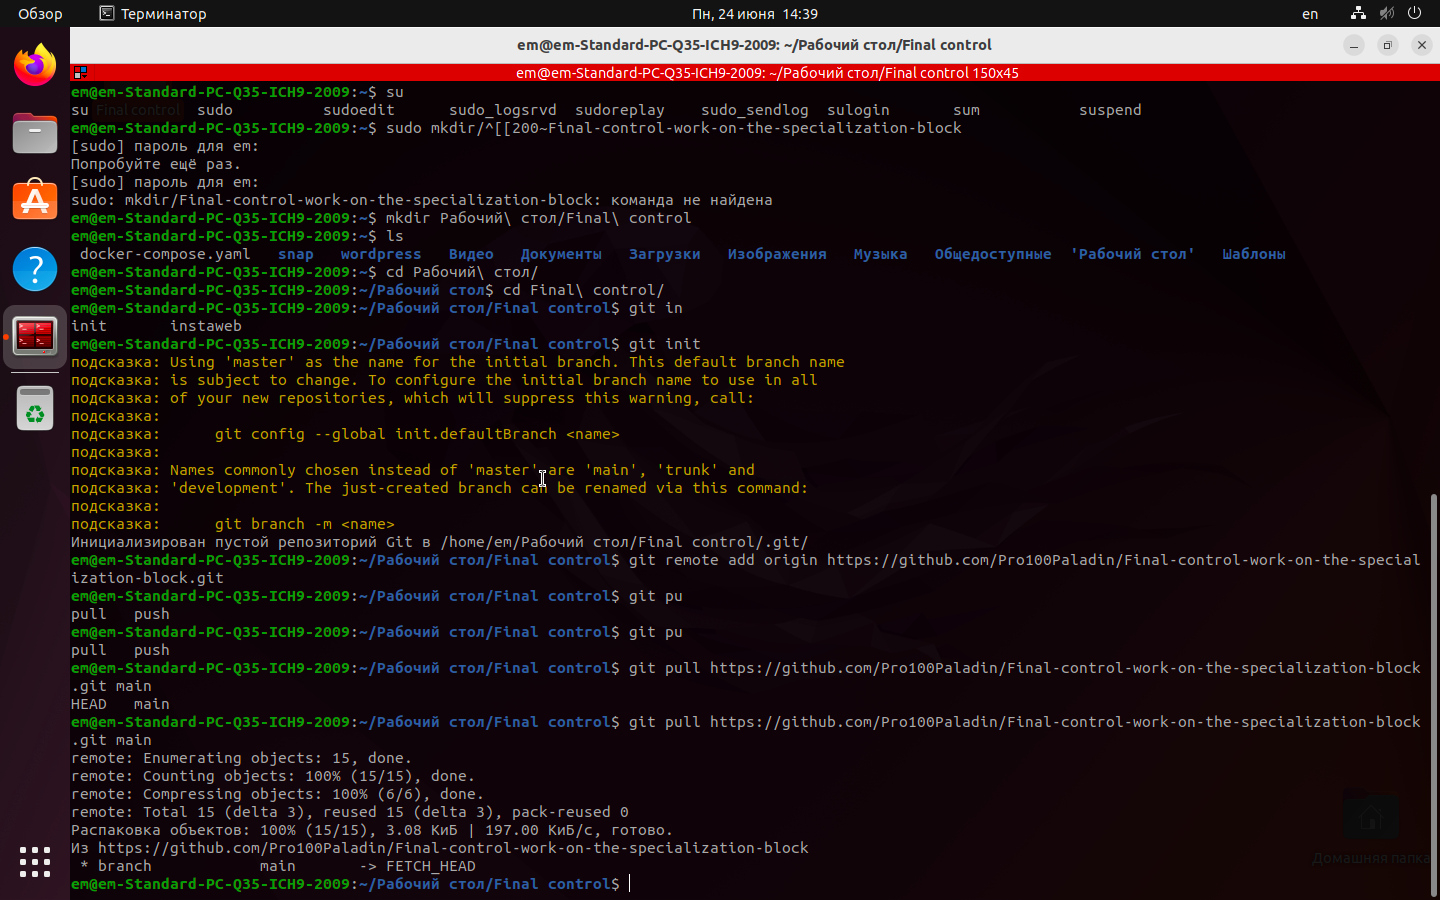 Обзор
Терминатор
Пн, 24 июня 14:39
en
em@em-Standard-PC-Q35-ICH9-2009: ~/Рабочий стол/Final control
em@em-Standard-PC-Q35-ICH9-2009: ~/Рабочий стол/Final control 150x45
em@em-Standard-PC-Q35-ICH9-2009:~$ su
su Final control sudo sudoedit sudo_logsrvd sudoreplay sudo_sendlog sulogin sum suspend
em@em-Standard-PC-Q35-ICH9-2009:~$ sudo mkdir/^[[200~Final-control-work-on-the-specialization-block
[sudo] пароль для em:
Попробуйте ещё раз.
[sudo] пароль для em:
sudo: mkdir/Final-control-work-on-the-specialization-block: команда не найдена
em@em-Standard-PC-Q35-ICH9-2009:~$ mkdir Рабочий\ стол/Final\ control
em@em-Standard-PC-Q35-ICH9-2009:~$ ls
docker-compose.yaml snap wordpress Видео Документы Загрузки Изображения Музыка Общедоступные 'Рабочий стол' Шаблоны
em@em-Standard-PC-Q35-ICH9-2009:~$ cd Рабочий\ стол/
em@em-Standard-PC-Q35-ICH9-2009:~/Рабочий стол$ cd Final\ control/
em@em-Standard-PC-Q35-ICH9-2009:~/Рабочий стол/Final control$ git in
init instaweb
em@em-Standard-PC-Q35-ICH9-2009:~/Рабочий стол/Final control$ git init
подсказка: Using 'master' as the name for the initial branch. This default branch name
подсказка: is subject to change. To configure the initial branch name to use in all
подсказка: of your new repositories, which will suppress this warning, call:
подсказка:
подсказка: git config --global init.defaultBranch <name>
подсказка:
подсказка: Names commonly chosen instead of 'master' are 'main', 'trunk' and
подсказка: 'development'. The just-created branch can be renamed via this command:
подсказка:
подсказка: git branch -m <name>
Инициализирован пустой репозиторий Git в /home/em/Рабочий стол/Final control/.git/
em@em-Standard-PC-Q35-ICH9-2009:~/Рабочий стол/Final control$ git remote add origin https://github.com/Pro100Paladin/Final-control-work-on-the-special
ization-block.git
em@em-Standard-PC-Q35-ICH9-2009:~/Рабочий стол/Final control$ git pu
pull push
em@em-Standard-PC-Q35-ICH9-2009:~/Рабочий стол/Final control$ git pu
pull push
em@em-Standard-PC-Q35-ICH9-2009:~/Рабочий стол/Final control$ git pull https://github.com/Pro100Paladin/Final-control-work-on-the-specialization-block
.git main
HEAD main
em@em-Standard-PC-Q35-ICH9-2009:~/Рабочий стол/Final control$ git pull https://github.com/Pro100Paladin/Final-control-work-on-the-specialization-block
.git main
remote: Enumerating objects: 15, done.
remote: Counting objects: 100% (15/15), done.
remote: Compressing objects: 100% (6/6), done.
remote: Total 15 (delta 3), reused 15 (delta 3), pack-reused 0
Распаковка объектов: 100% (15/15), 3.08 КиБ | 197.00 КиБ/с, готово.
Из https://github.com/Pro100Paladin/Final-control-work-on-the-specialization-block
* branch main -> FETCH_HEAD
Домашняя папка
em@em-Standard-PC-Q35-ICH9-2009:~/Рабочий стол/Final control$